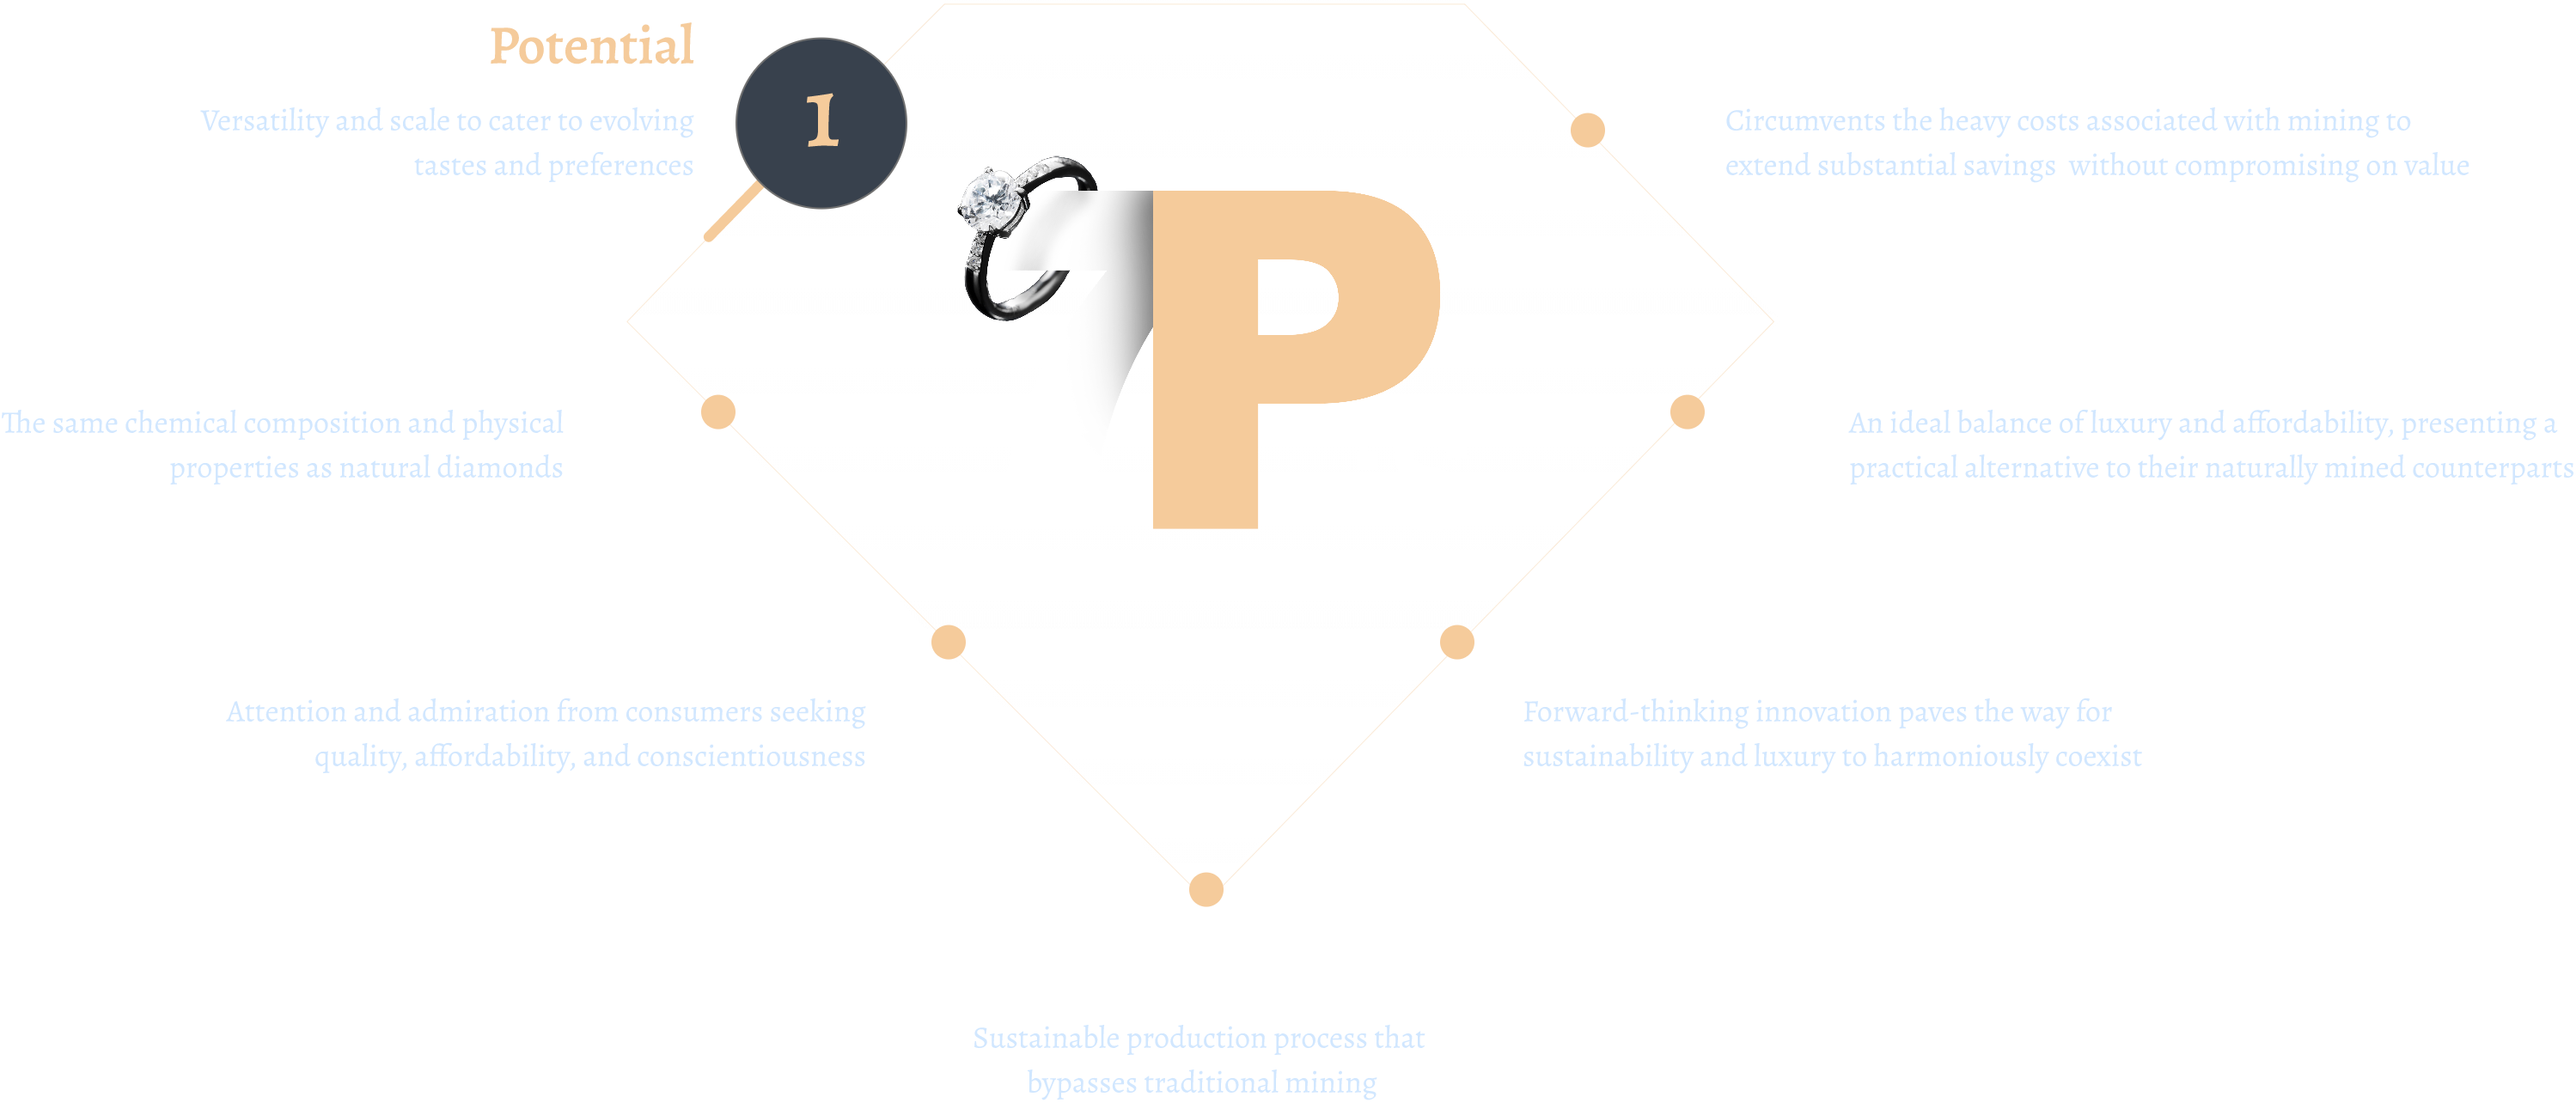 Potential
1
Versatility and scale to cater to evolving
tastes and preferences
Circumvents the heavy costs associated with mining to
extend substantial savings  without compromising on value
P
The same chemical composition and physical
properties as natural diamonds
An ideal balance of luxury and affordability, presenting a
practical alternative to their naturally mined counterparts
Attention and admiration from consumers seeking
quality, affordability, and conscientiousness
Forward-thinking innovation paves the way for
sustainability and luxury to harmoniously coexist
Sustainable production process that
bypasses traditional mining